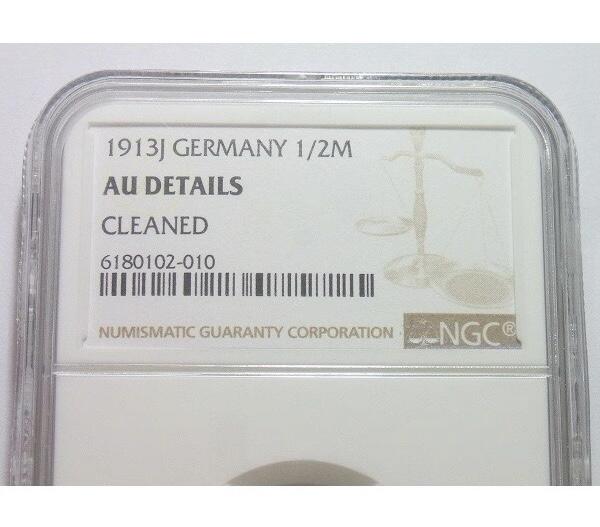 1913J GERMANY 1/2M
AU DETAILS
CLEANED
6180102-010
NUMISMATIC GUARANTY CORPORATION NGC®